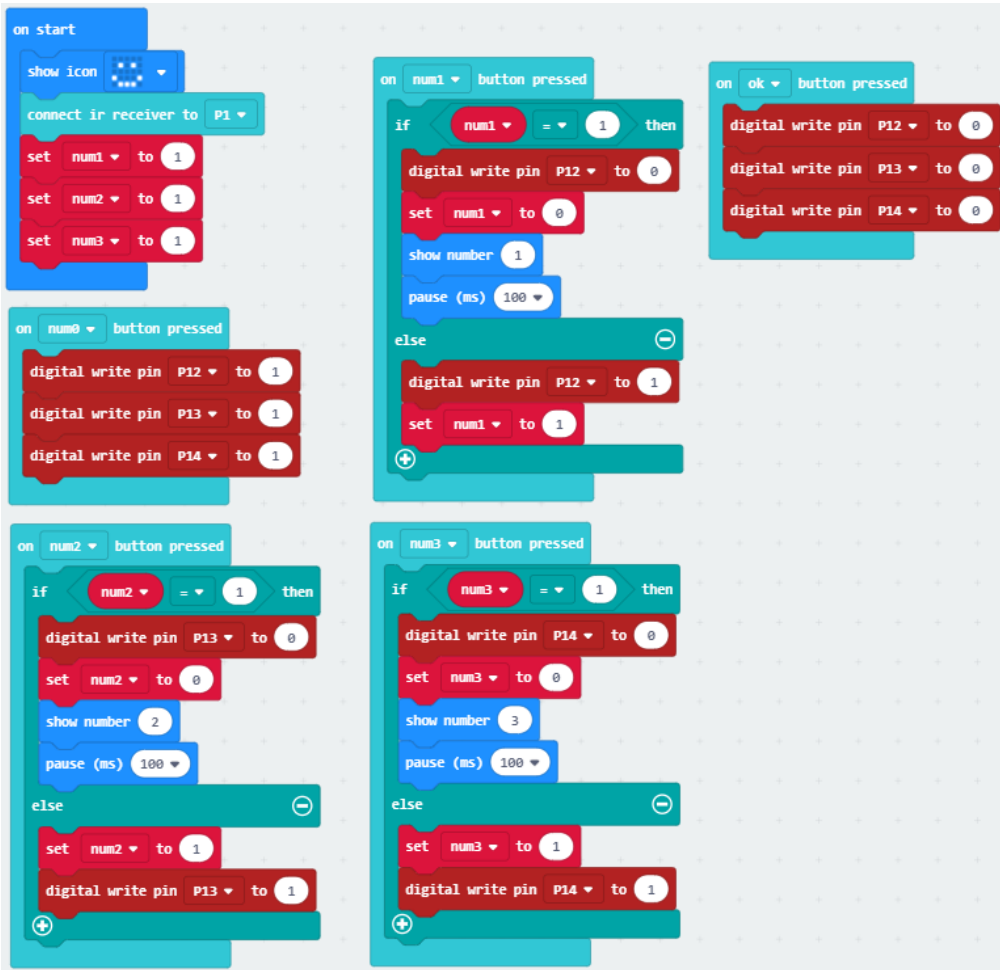 on start
show icon
connect ir receiver to P1
set num1 to 1
set num2 to 1
set num3 to 1
on num0 button pressed
digital write pin P12 to 1
digital write pin P13 to 1
digital write pin P14 to 1
on num2 button pressed
if num2 = 1 then
digital write pin P13 to 0
set num2 to 0
show number 2
pause (ms) 100
else
set num2 to 1
digital write pin P13 to 1
on num1 button pressed
if num1 = 1 then
digital write pin P12 to 0
set num1 to 0
show number 1
pause (ms) 100
else
digital write pin P12 to 1
set num1 to 1
on num3 button pressed
if num3 = 1 then
digital write pin P14 to 0
set num3 to 0
show number 3
pause (ms) 100
else
set num3 to 1
digital write pin P14 to 1
on ok button pressed
digital write pin P12 to 0
digital write pin P13 to 0
digital write pin P14 to 0